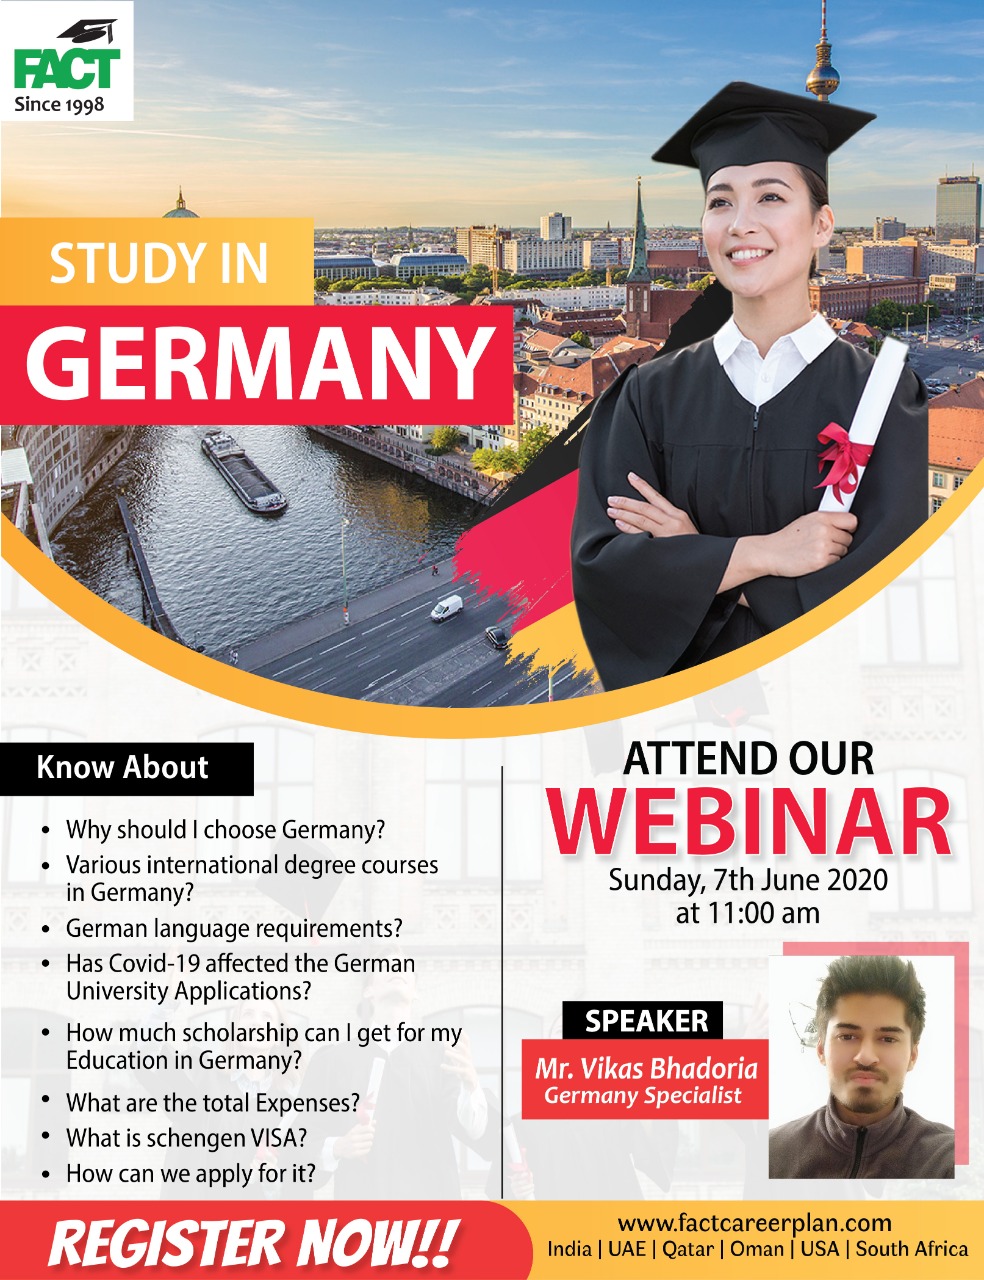 FACT
Since 1998
STUDY IN
GERMANY
Know About
• Why should I choose Germany?
• Various international degree courses
in Germany?
• German language requirements?
• Has Covid-19 affected the German
University Applications?
• How much scholarship can I get for my
Education in Germany?
• What are the total Expenses?
• What is schengen VISA?
• How can we apply for it?
ATTEND OUR
WEBINAR
Sunday, 7th June 2020
at 11:00 am
SPEAKER
Mr. Vikas Bhadoria
Germany Specialist
REGISTER NOW!!
www.factcareerplan.com
India | UAE | Qatar | Oman | USA | South Africa